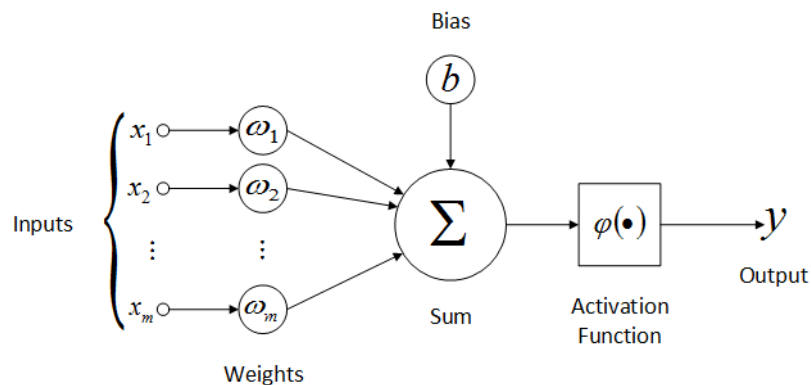 Bias
b
x₁
ω₁
x₂
ω₂
Inputs
⋮
⋮
Σ
φ(•)
y
Output
xₘ
ωₘ
Sum
Activation
Function
Weights